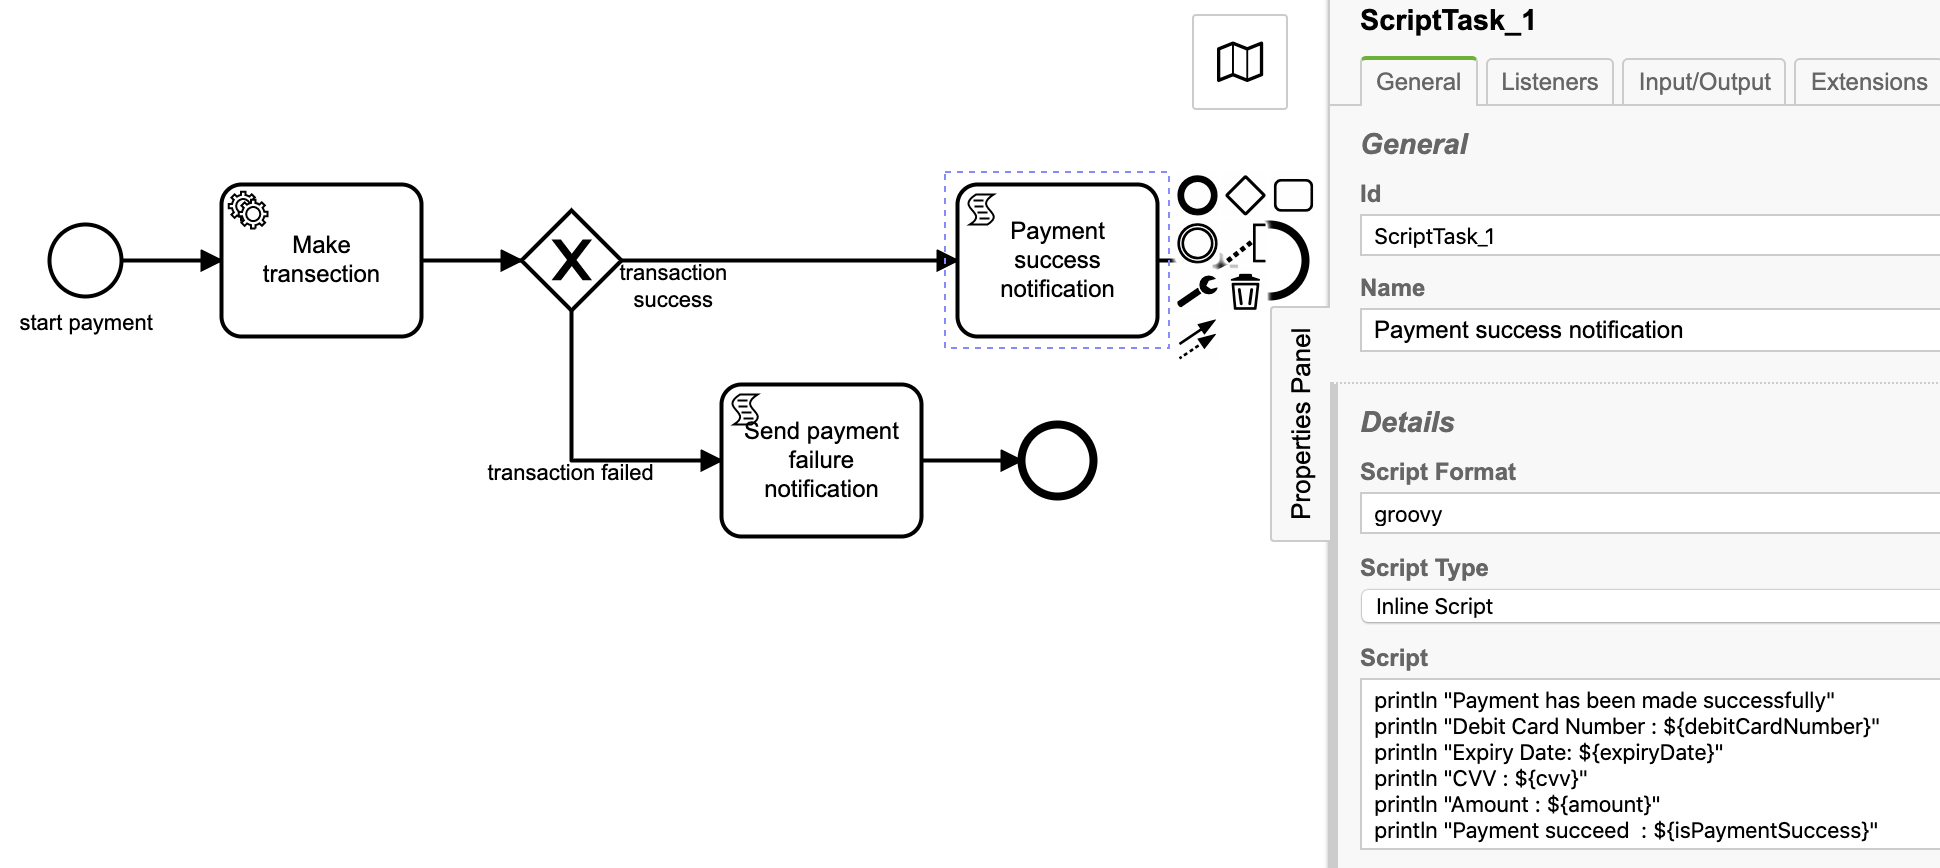 start payment
Make
transection
transaction
success
transaction failed
Payment
success
notification
Send payment
failure
notification
Properties Panel
ScriptTask_1
General
Listeners
Input/Output
Extensions
General
Id
ScriptTask_1
Name
Payment success notification
Details
Script Format
groovy
Script Type
Inline Script
Script
println "Payment has been made successfully"
println "Debit Card Number : ${debitCardNumber}"
println "Expiry Date: ${expiryDate}"
println "CVV : ${cvv}"
println "Amount : ${amount}"
println "Payment succeed  : ${isPaymentSuccess}"